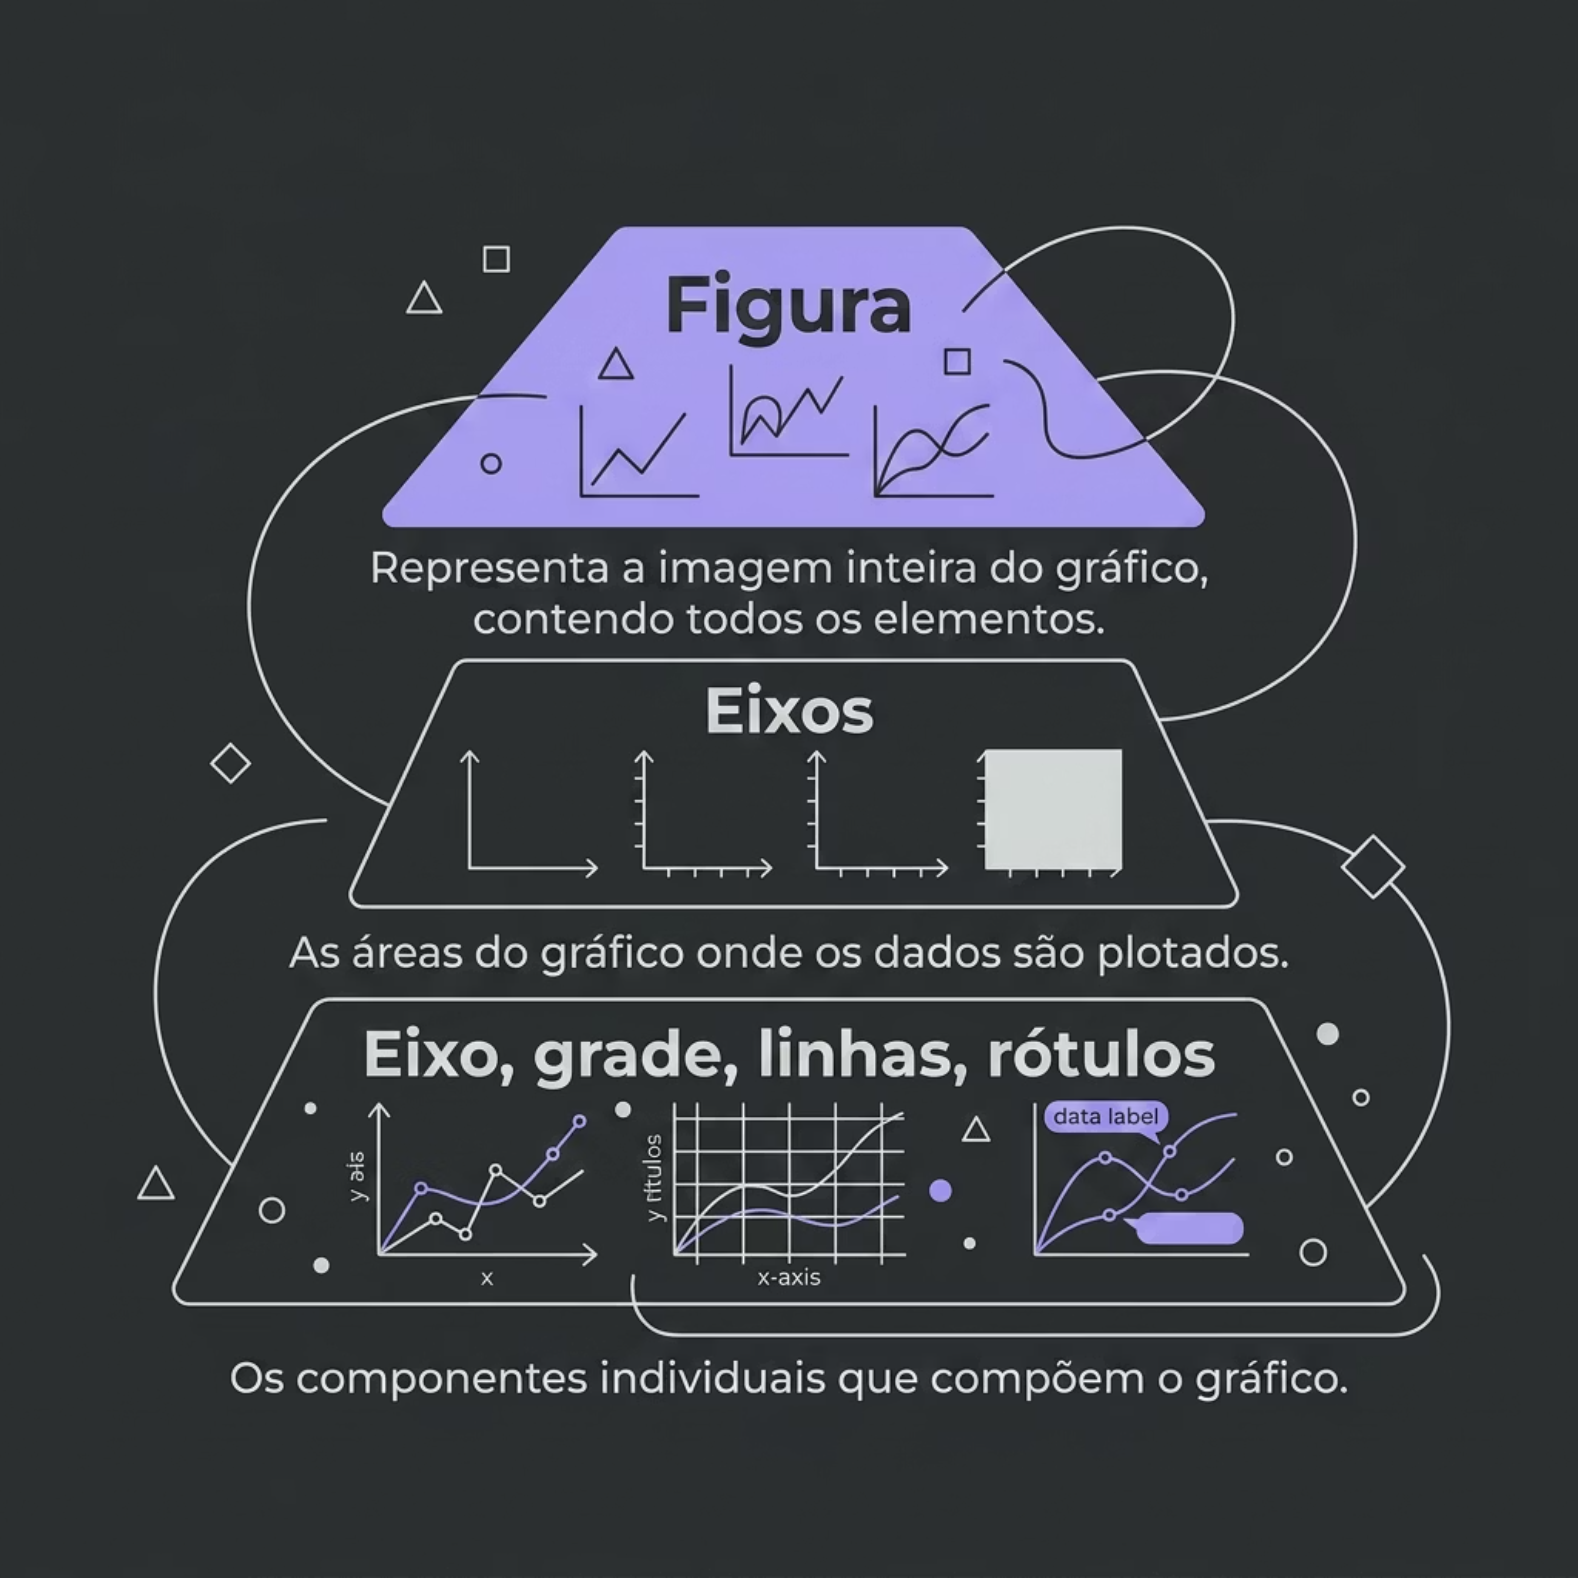 Figura
Representa a imagem inteira do gráfico,
contendo todos os elementos.
Eixos
As áreas do gráfico onde os dados são plotados.
Eixo, grade, linhas, rótulos
data label
x
x-axis
Os componentes individuais que compõem o gráfico.